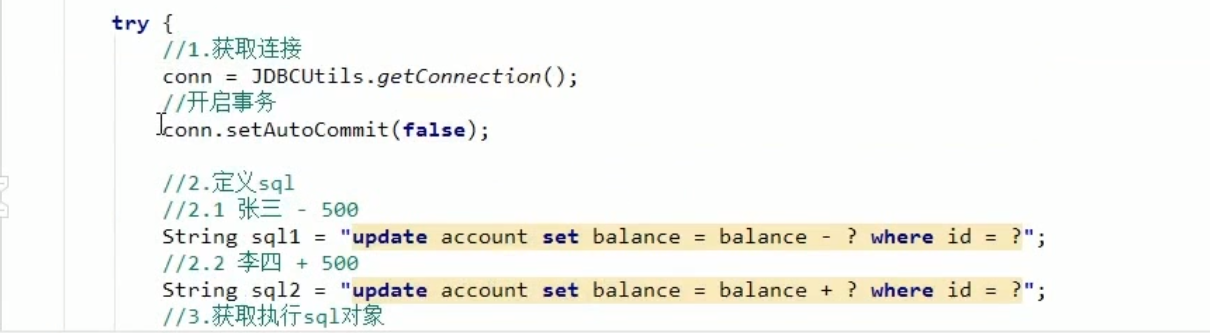 try {
//1.获取连接
conn = JDBCUtils.getConnection();
//开启事务
conn.setAutoCommit(false);
//2.定义sql
//2.1 张三 - 500
String sql1 = "update account set balance = balance - ? where id = ?";
//2.2 李四 + 500
String sql2 = "update account set balance = balance + ? where id = ?";
//3.获取执行sql对象